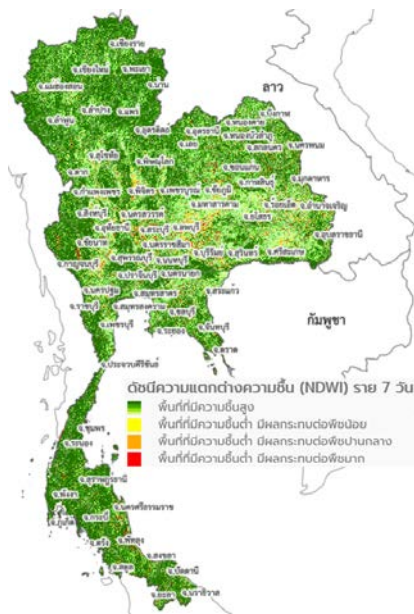 จ.เชียงราย
จ.เชียงใหม่
จ.พะเยา
จ.แม่ฮ่องสอน
จ.น่าน
จ.ลำปาง
จ.แพร่
จ.ลำพูน
ลาว
จ.อุตรดิตถ์
จ.เลย
จ.อุดรธานี
จ.หนองคาย
จ.บึงกาฬ
จ.หนองบัวลำภู
จ.สกลนคร
จ.นครพนม
จ.สุโขทัย
จ.ตาก
จ.พิษณุโลก
จ.ขอนแก่น
จ.กาฬสินธุ์
จ.มุกดาหาร
จ.กำแพงเพชร
จ.พิจิตร
จ.เพชรบูรณ์
จ.ชัยภูมิ
จ.มหาสารคาม
จ.ร้อยเอ็ด
จ.อำนาจเจริญ
จ.ยโสธร
จ.สิงห์บุรี
จ.นครสวรรค์
จ.อุทัยธานี
จ.สระบุรี
จ.ลพบุรี
จ.อุบลราชธานี
จ.ชัยนาท
จ.นครราชสีมา
จ.บุรีรัมย์
จ.สุรินทร์
จ.ศรีสะเกษ
จ.กาญจนบุรี
จ.สุพรรณบุรี
จ.นนทบุรี
จ.ปราจีนบุรี
จ.นครนายก
จ.นครปฐม
จ.สมุทรสาคร
จ.สระแก้ว
จ.ราชบุรี
จ.สมุทรสงคราม
จ.ชลบุรี
จ.เพชรบุรี
จ.ระยอง
จ.จันทบุรี
กัมพูชา
จ.ตราด
จ.ประจวบคีรีขันธ์
ดัชนีความแตกต่างความชื้น (NDWI) ราย 7 วัน
พื้นที่ที่มีความชื้นสูง
พื้นที่ที่มีความชื้นต่ำ มีผลกระทบต่อพืชน้อย
พื้นที่ที่มีความชื้นต่ำ มีผลกระทบต่อพืชปานกลาง
พื้นที่ที่มีความชื้นต่ำ มีผลกระทบต่อพืชมาก
จ.ชุมพร
จ.ระนอง
จ.สุราษฎร์ธานี
จ.พังงา
จ.นครศรีธรรมราช
จ.กระบี่
จ.ภูเก็ต
จ.ตรัง
จ.พัทลุง
จ.สงขลา
จ.สตูล
จ.ปัตตานี
จ.ยะลา
จ.นราธิวาส